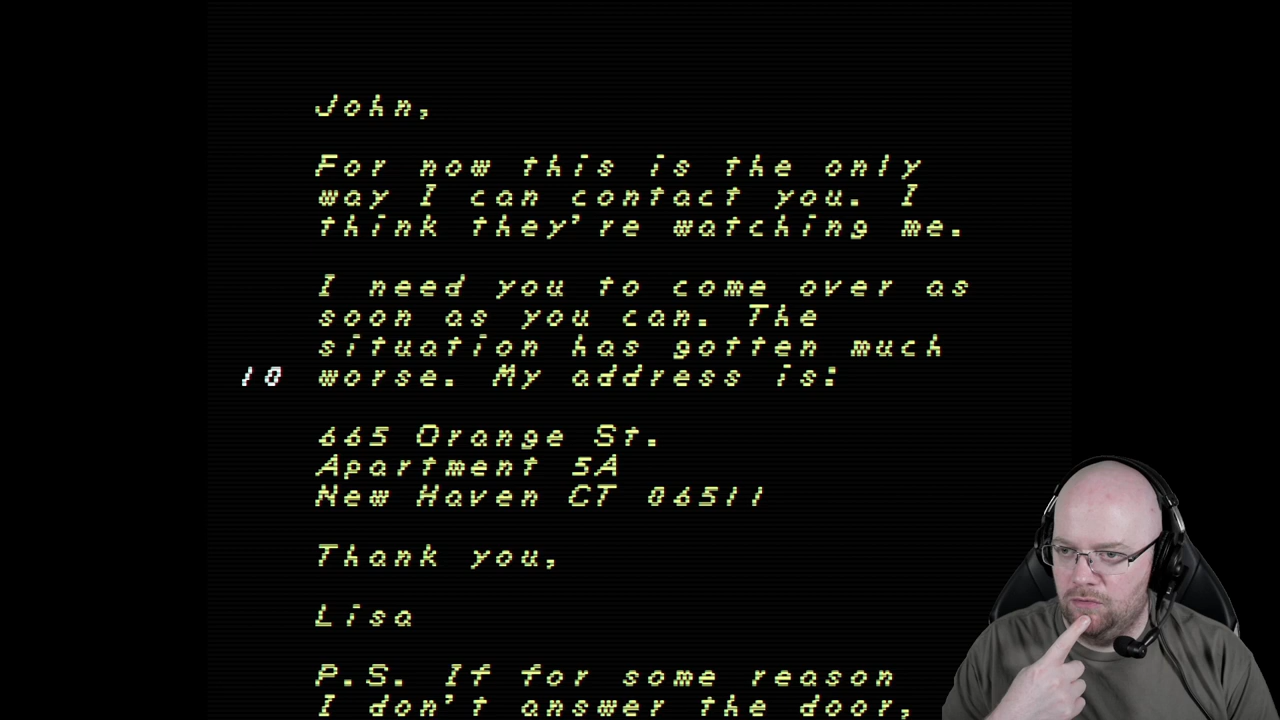 John,
For now this is the only
way I can contact you. I
think they're watching me.
I need you to come over as
soon as you can. The
situation has gotten much
10 worse. My address is:
665 Orange St.
Apartment 5A
New Haven CT 06511
Thank you,
Lisa
P.S. If for some reason
I don't answer the door,